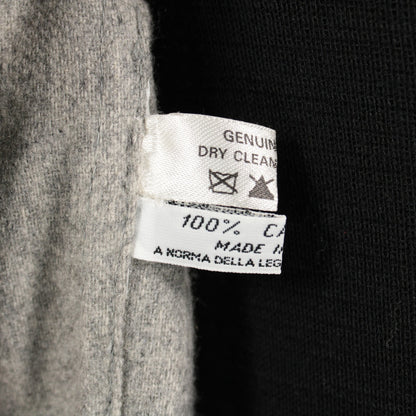 GENUIN
DRY CLEAN
100% CA
MADE IN
A NORMA DELLA LEG